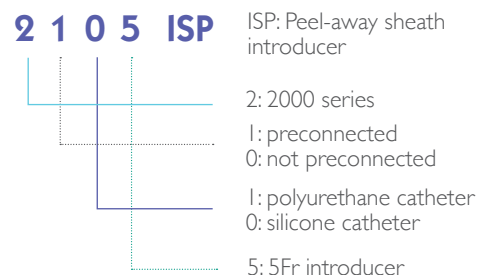 2 1 0 5 ISP
ISP: Peel-away sheath
introducer
2: 2000 series
1: preconnected
0: not preconnected
1: polyurethane catheter
0: silicone catheter
5: 5Fr introducer